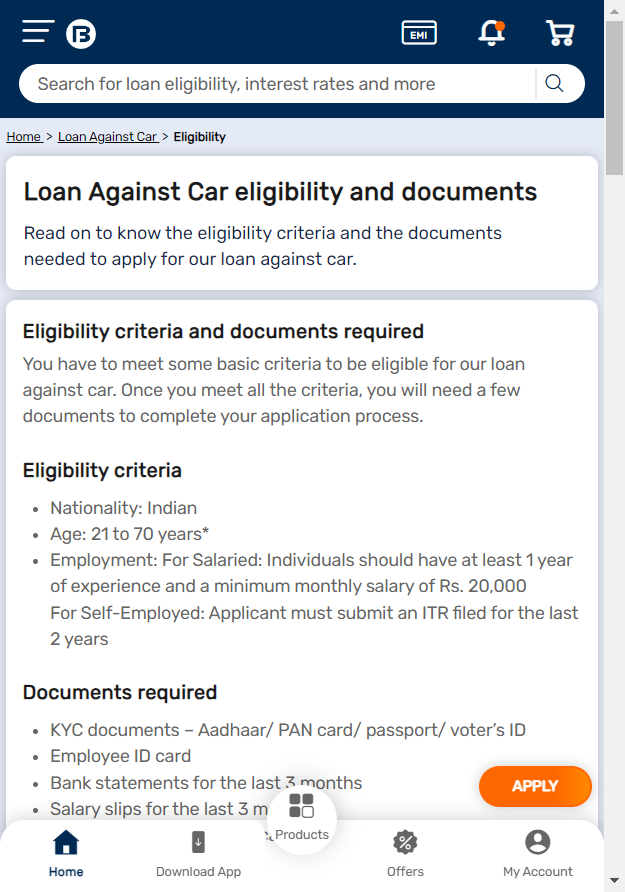 EMI
Search for loan eligibility, interest rates and more
Home > Loan Against Car > Eligibility
Loan Against Car eligibility and documents
Read on to know the eligibility criteria and the documents
needed to apply for our loan against car.
Eligibility criteria and documents required
You have to meet some basic criteria to be eligible for our loan
against car. Once you meet all the criteria, you will need a few
documents to complete your application process.
Eligibility criteria
• Nationality: Indian
• Age: 21 to 70 years*
• Employment: For Salaried: Individuals should have at least 1 year
of experience and a minimum monthly salary of Rs. 20,000
For Self-Employed: Applicant must submit an ITR filed for the last
2 years
Documents required
• KYC documents – Aadhaar/ PAN card/ passport/ voter’s ID
• Employee ID card
• Bank statements for the last 3 months
• Salary slips for the last 3 m
APPLY
Home
Download App
Products
Offers
My Account